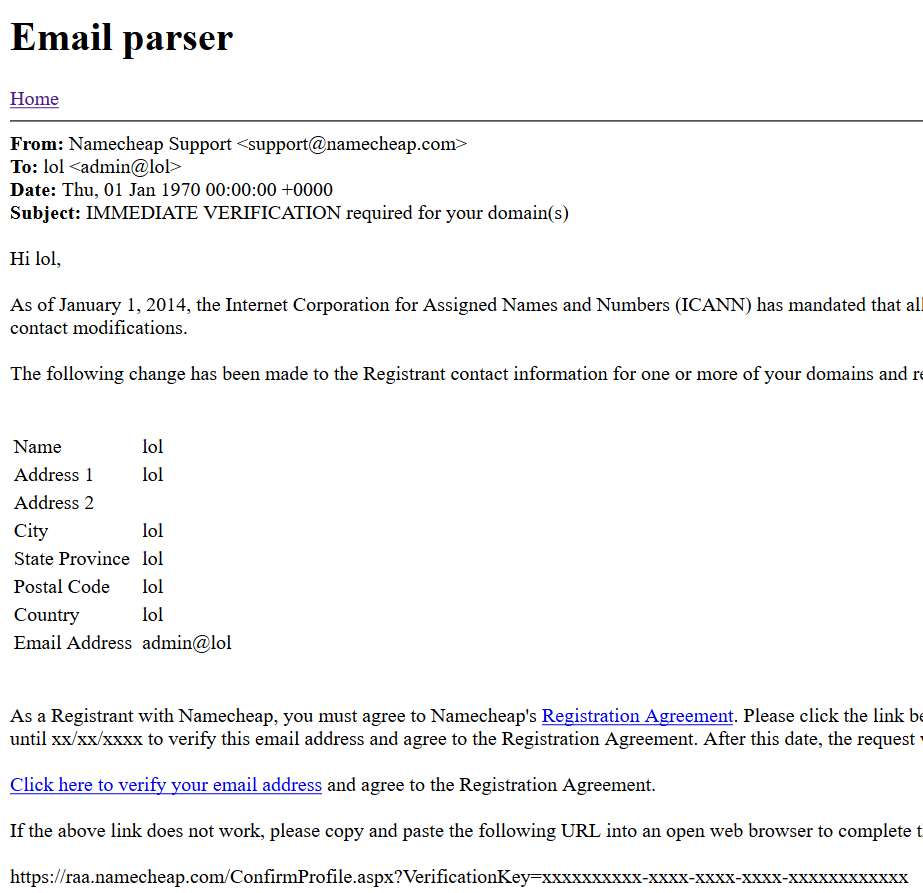 Email parser
Home
From: Namecheap Support <support@namecheap.com>
To: lol <admin@lol>
Date: Thu, 01 Jan 1970 00:00:00 +0000
Subject: IMMEDIATE VERIFICATION required for your domain(s)
Hi lol,
As of January 1, 2014, the Internet Corporation for Assigned Names and Numbers (ICANN) has mandated that all
contact modifications.
The following change has been made to the Registrant contact information for one or more of your domains and re
Name lol
Address 1 lol
Address 2
City lol
State Province lol
Postal Code lol
Country lol
Email Address admin@lol
As a Registrant with Namecheap, you must agree to Namecheap's Registration Agreement. Please click the link be
until xx/xx/xxxx to verify this email address and agree to the Registration Agreement. After this date, the request
Click here to verify your email address and agree to the Registration Agreement.
If the above link does not work, please copy and paste the following URL into an open web browser to complete t
https://raa.namecheap.com/ConfirmProfile.aspx?VerificationKey=xxxxxxxxxx-xxxx-xxxx-xxxx-xxxxxxxxxxxx